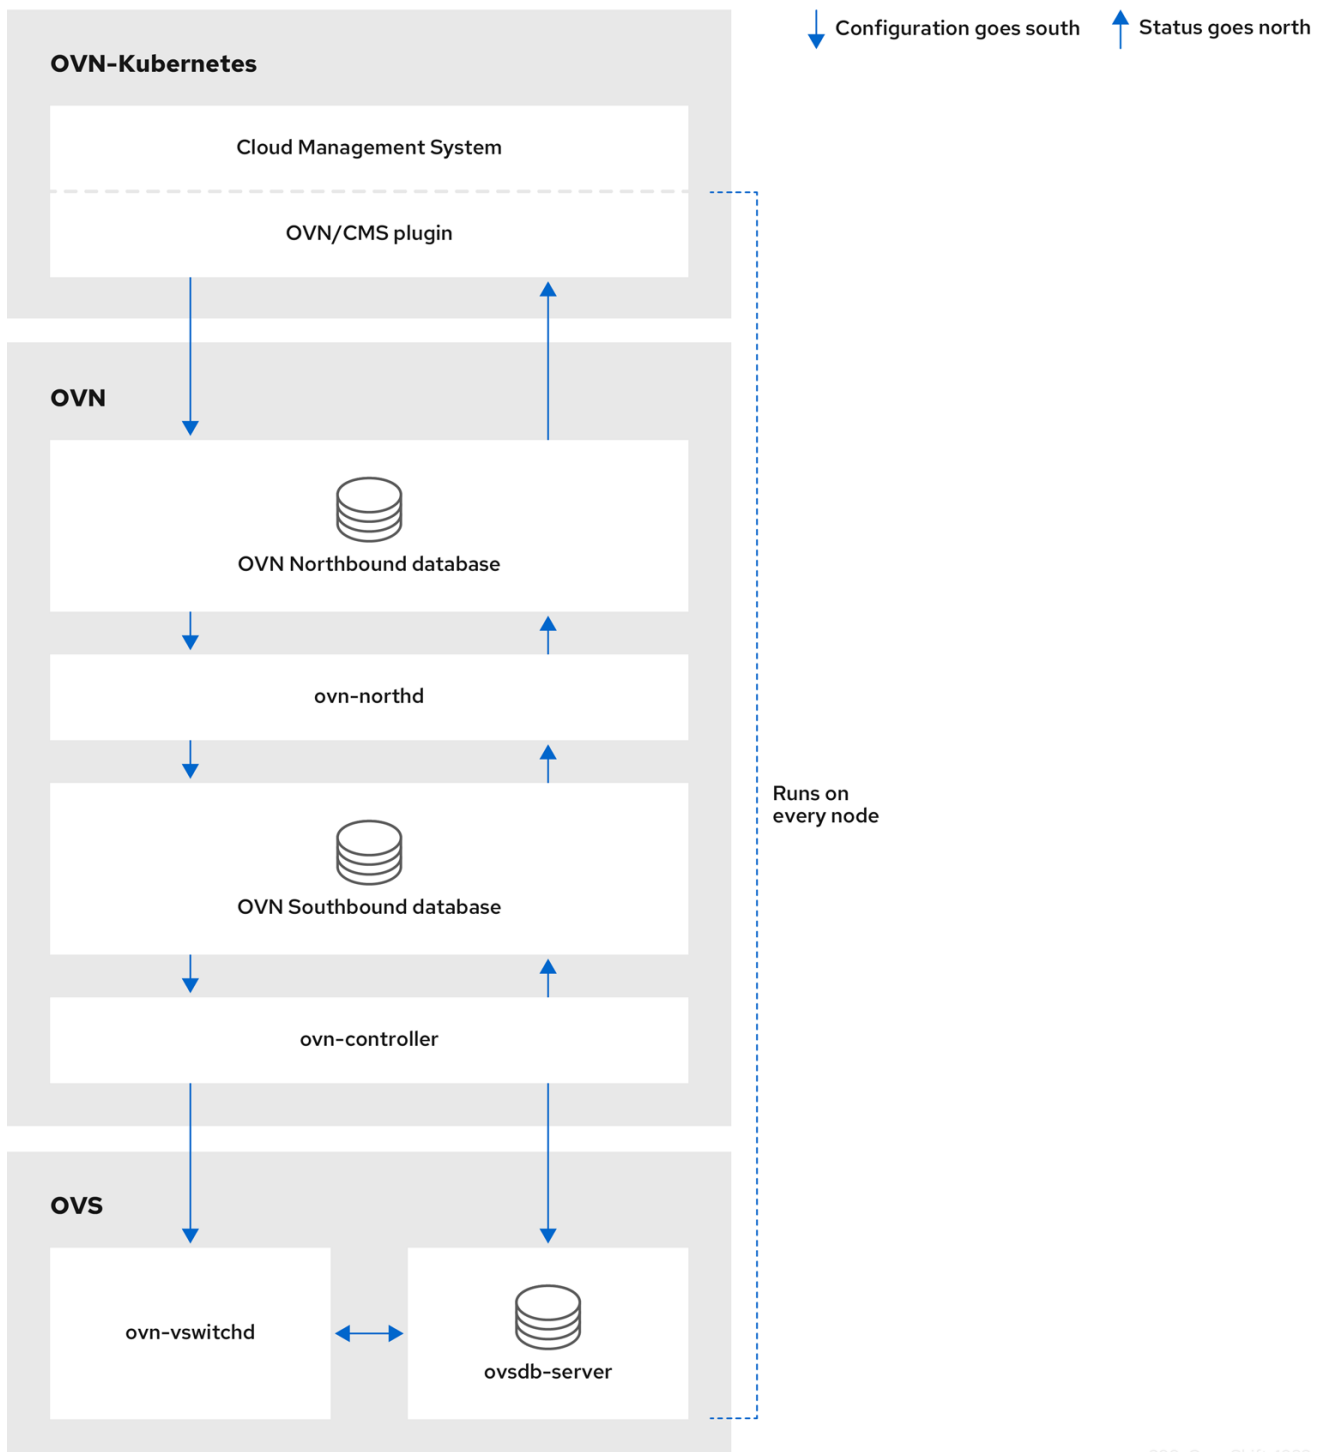 Configuration goes south
Status goes north
OVN-Kubernetes
Cloud Management System
OVN/CMS plugin
OVN
OVN Northbound database
ovn-northd
Runs on
every node
OVN Southbound database
ovn-controller
OVS
ovn-vswitchd
ovsdb-server